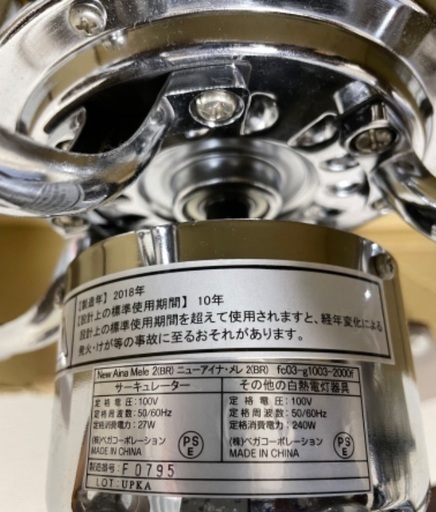 【製造年】2018年
【設計上の標準使用期間】 10年
設計上の標準使用期間を超えて使用されますと、経年変化による
発火・けが等の事故に至るおそれがあります。
New Aina Mele 2(BR) ニューアイナ・メレ 2(BR) fc03-g1003-2000f
サーキュレーター
定 格 電 圧：100V
定格周波数：50/60Hz
定格消費電力：27W
(株)ベガコーポレーション
MADE IN CHINA
PS
E
その他の白熱電灯器具
定 格 電 圧：100V
定格周波数：50/60Hz
定格消費電力：240W
(株)ベガコーポレーション
MADE IN CHINA
PS
E
製造番号：F0795
LOT: UPKA